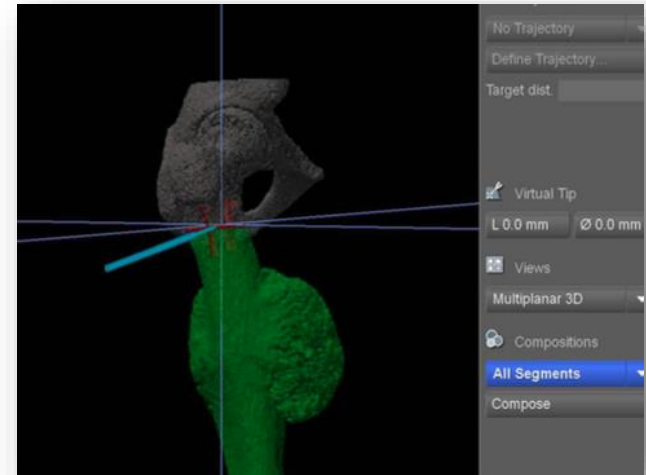 No Trajectory
Define Trajectory...
Target dist.
Virtual Tip
L 0.0 mm Ø 0.0 mm
Views
Multiplanar 3D
Compositions
All Segments
Compose